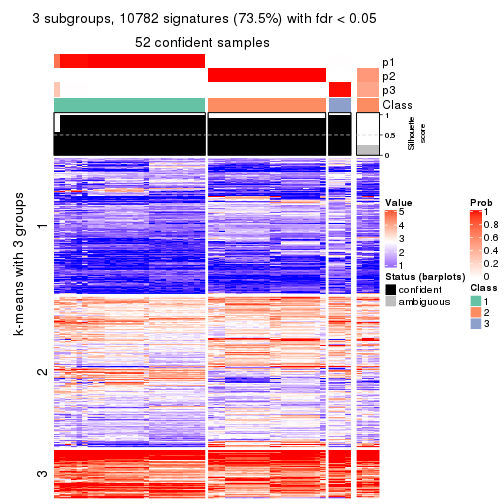 3 subgroups, 10782 signatures (73.5%) with fdr < 0.05
52 confident samples
p1
p2
p3
Class
1
0.5
0
Silhouette
score
k-means with 3 groups
1
2
3
Value
5
4
3
2
1
Status (barplots)
confident
ambiguous
Prob
1
0.8
0.6
0.4
0.2
0
Class
1
2
3